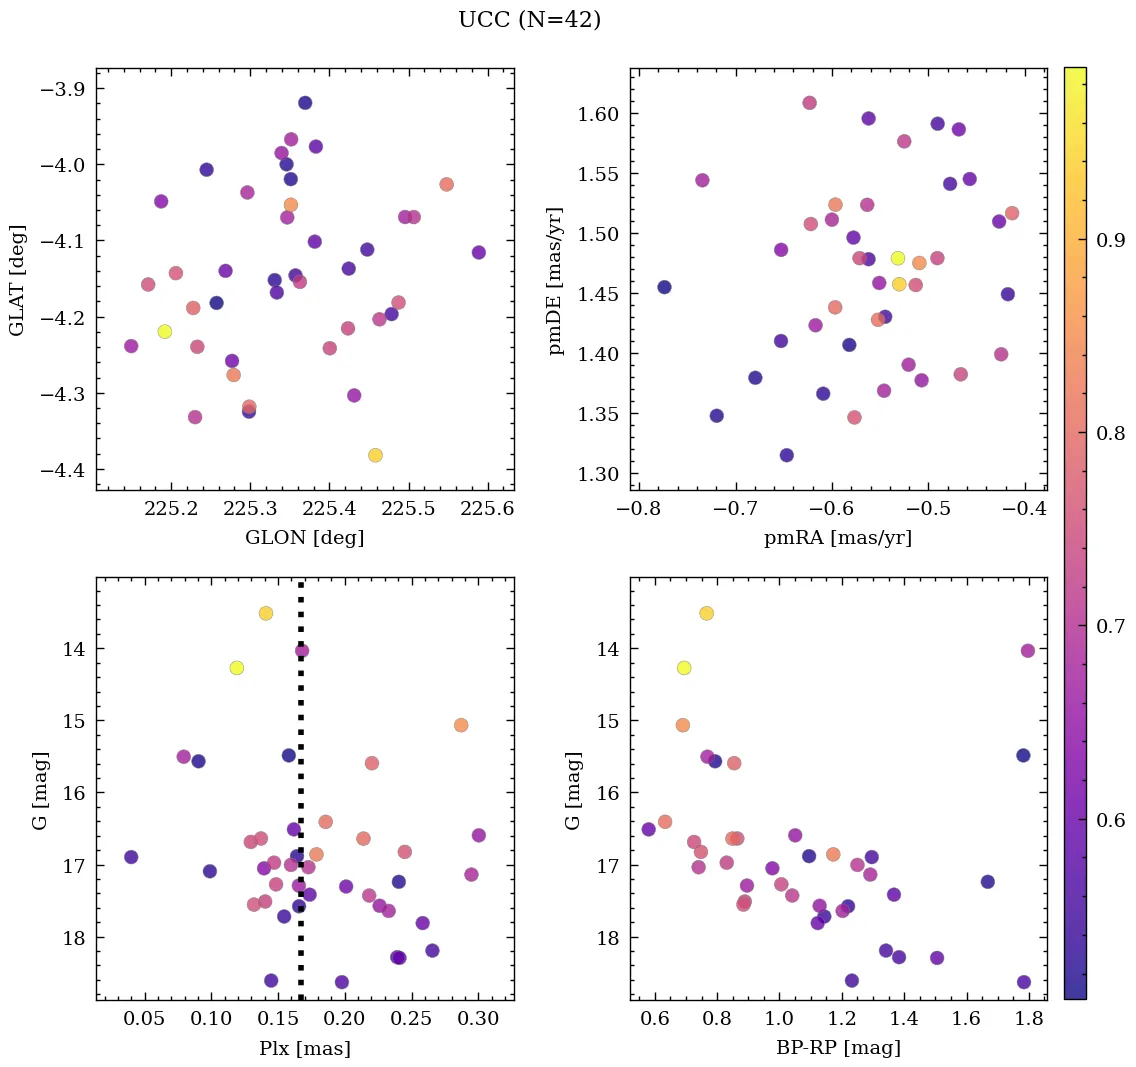 UCC (N=42)
−3.9
−4.0
−4.1
−4.2
−4.3
−4.4
GLAT [deg]
225.2 225.3 225.4 225.5 225.6
GLON [deg]
1.60
1.55
1.50
1.45
1.40
1.35
1.30
pmDE [mas/yr]
−0.8 −0.7 −0.6 −0.5 −0.4
pmRA [mas/yr]
0.9
0.8
0.7
0.6
14
15
16
17
18
G [mag]
0.05 0.10 0.15 0.20 0.25 0.30
Plx [mas]
14
15
16
17
18
G [mag]
0.6 0.8 1.0 1.2 1.4 1.6 1.8
BP-RP [mag]